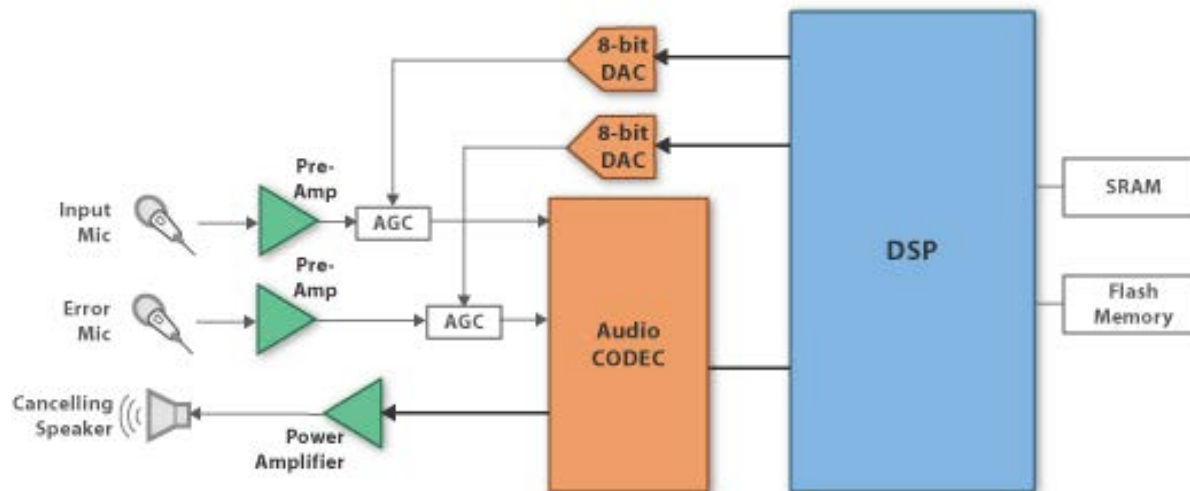 8-bit
DAC
8-bit
DAC
Pre-
Amp
Input
Mic
AGC
SRAM
DSP
Pre-
Amp
Error
Mic
AGC
Flash
Memory
Audio
CODEC
Cancelling
Speaker
Power
Amplifier